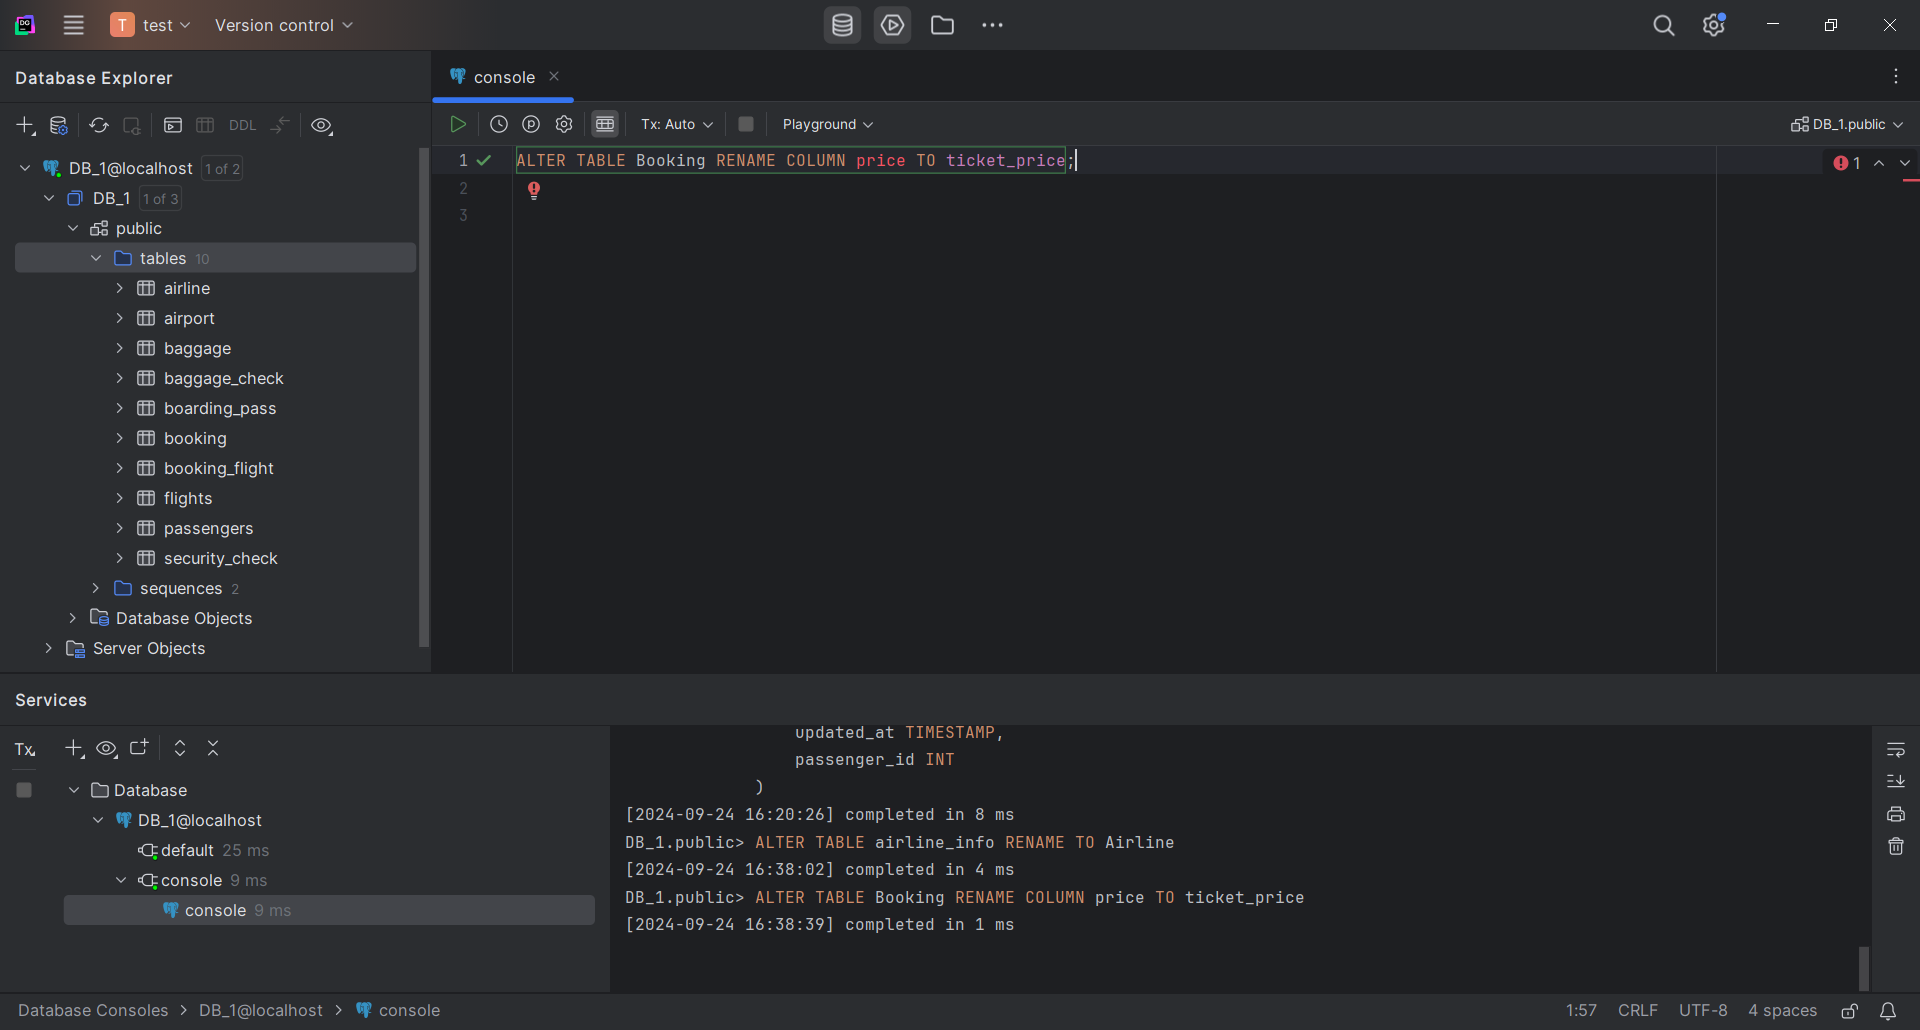 T test Version control
Database Explorer
console
DDL
Tx: Auto Playground DB_1.public
DB_1@localhost 1 of 2
DB_1 1 of 3
public
tables 10
airline
airport
baggage
baggage_check
boarding_pass
booking
booking_flight
flights
passengers
security_check
sequences 2
Database Objects
Server Objects
1 ALTER TABLE Booking RENAME COLUMN price TO ticket_price;
2
3
1
Services
Tx
Database
DB_1@localhost
default 25 ms
console 9 ms
console 9 ms
updated_at TIMESTAMP,
passenger_id INT
)
[2024-09-24 16:20:26] completed in 8 ms
DB_1.public> ALTER TABLE airline_info RENAME TO Airline
[2024-09-24 16:38:02] completed in 4 ms
DB_1.public> ALTER TABLE Booking RENAME COLUMN price TO ticket_price
[2024-09-24 16:38:39] completed in 1 ms
Database Consoles > DB_1@localhost > console
1:57 CRLF UTF-8 4 spaces